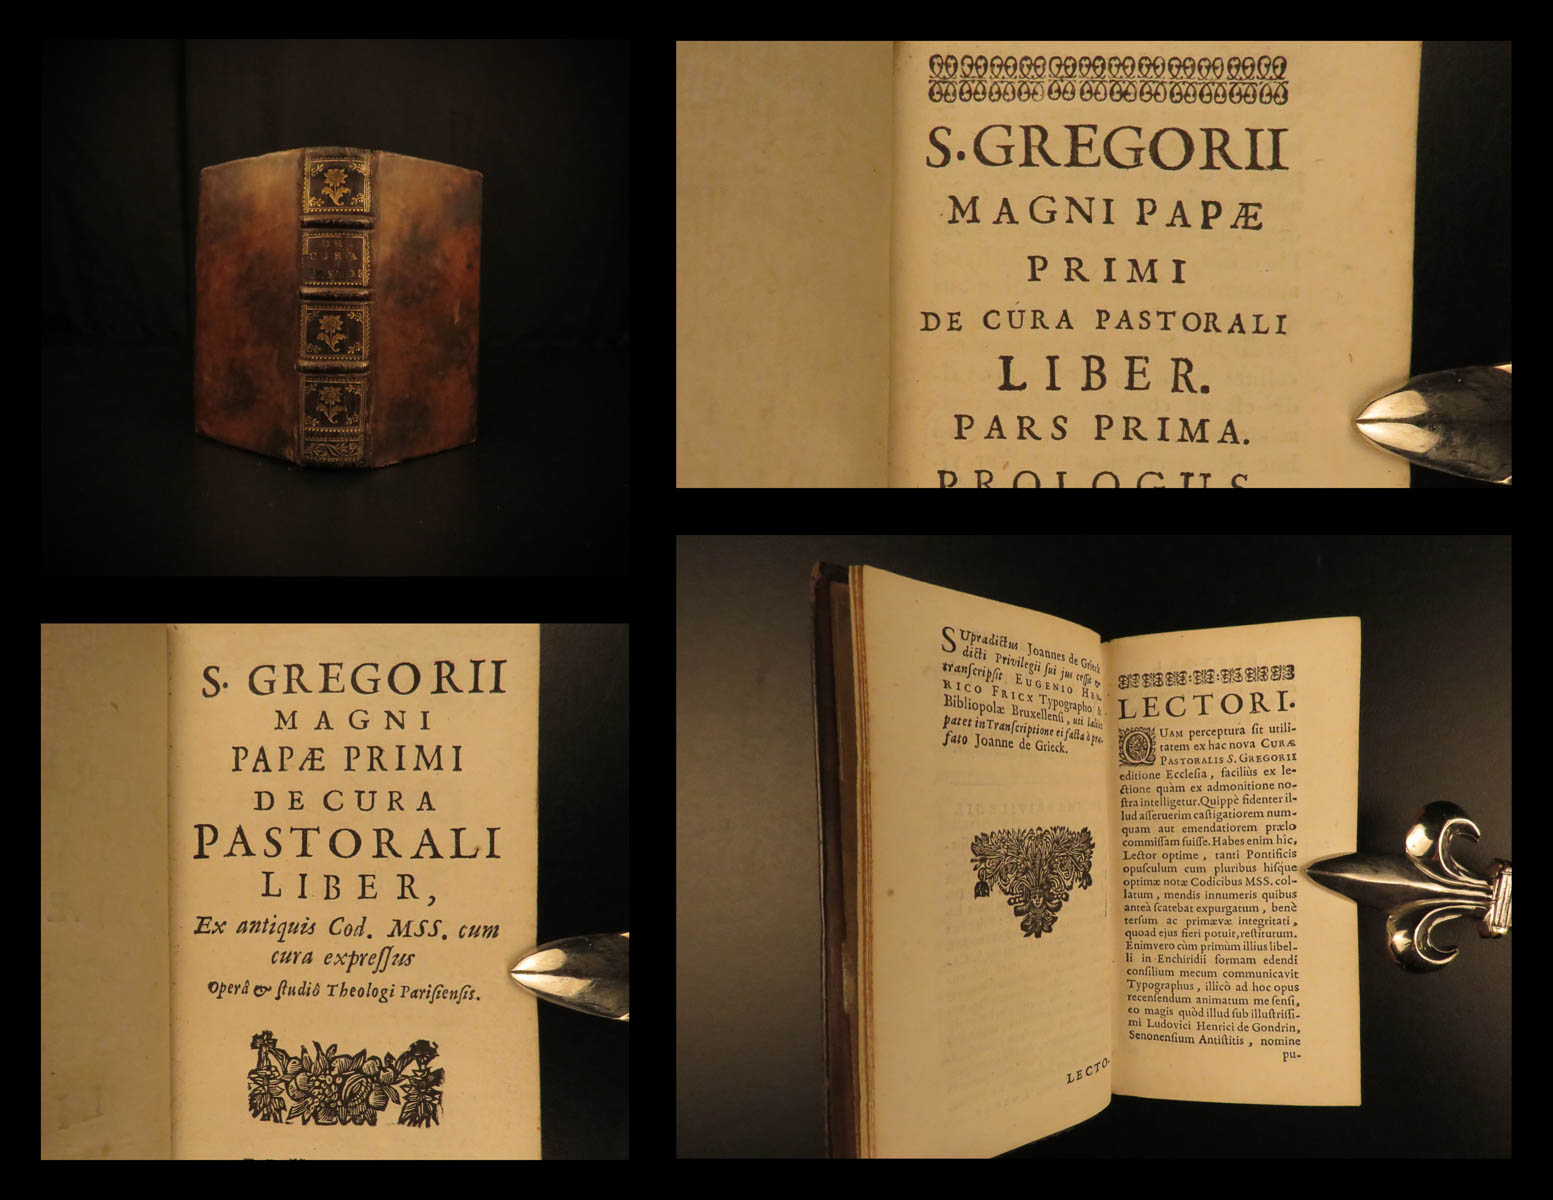 DE
CURA
S. GREGORII
MAGNI PAPÆ
PRIMI
DE CÚRA PASTORALI
LIBER.
PARS PRIMA.
PROLOGUS
S. GREGORII
MAGNI
PAPÆ PRIMI
DE CURA
PASTORALI
LIBER,
Ex antiquis Cod. MSS. cum
cura expreſſus
Operâ & ſtudiô Theologi Pariſienſis.
SUpradictus Joannes de Grieck
dicti Privilegii ſui jus ceſſit &
tranſcripſit EUGENIO HEN-
RICO FRICX Typographo &
Bibliopolæ Bruxellenſi, uti latiùs
patet in Tranſcriptione ei facta à præ-
fato Joanne de Grieck.
LECTO-
LECTORI.
QUAM perceptura ſit utili-
tatem ex hac nova CURÆ
PASTORALIS S. GREGORII
editione Eccleſia, faciliùs ex le-
ctione quàm ex admonitione no-
ſtra intelligetur. Quippè fidenter il-
lud aſſeruerim caſtigatiorem num-
quam aut emendatiorem prælo
commiſſam fuiſſe. Habes enim hîc,
Lector optime, tanti Pontificis
opuſculum cum pluribus hiſque
optimæ notæ Codicibus MSS. col-
latum, mendis innumeris quibus
anteà ſcatebat expurgatum, benè
terſum ac primævæ integritati,
quoad ejus fieri potuit, reſtitutum.
Enimvero cùm primùm illius libel-
li in Enchiridii formam edendi
conſilium mecum communicavit
Typographus, illicò ad hoc opus
recenſendum animatum me ſenſi,
eo magis quòd illud ſub illuſtriſſi-
mi Ludovici Henrici de Gondrin,
Senonenſium Antiſtitis, nomine
pu-